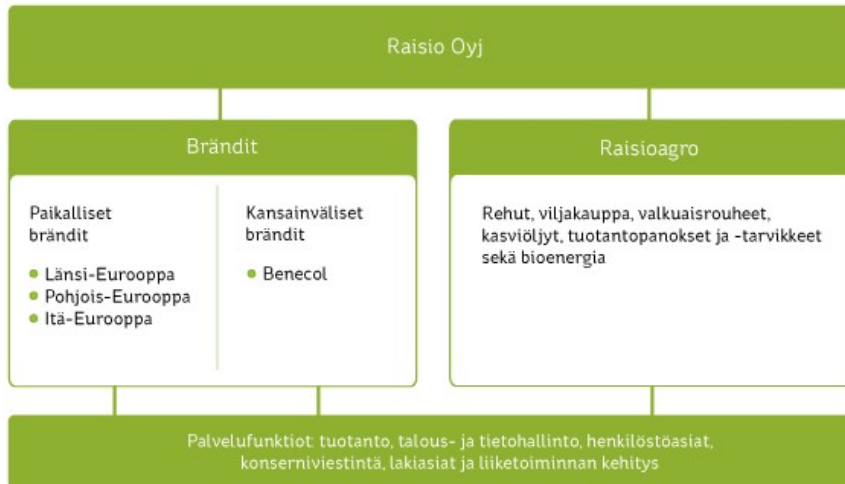 Raisio Oyj
Brändit
Paikalliset
brändit
• Länsi-Eurooppa
• Pohjois-Eurooppa
• Itä-Eurooppa
Kansainväliset
brändit
• Benecol
Raisioagro
Rehut, viljakauppa, valkuaisrouheet,
kasviöljyt, tuotantopanokset ja -tarvikkeet
sekä bioenergia
Palvelufunktiot: tuotanto, talous- ja tietohallinto, henkilöstöasiat,
konserniviestintä, lakiasiat ja liiketoiminnan kehitys